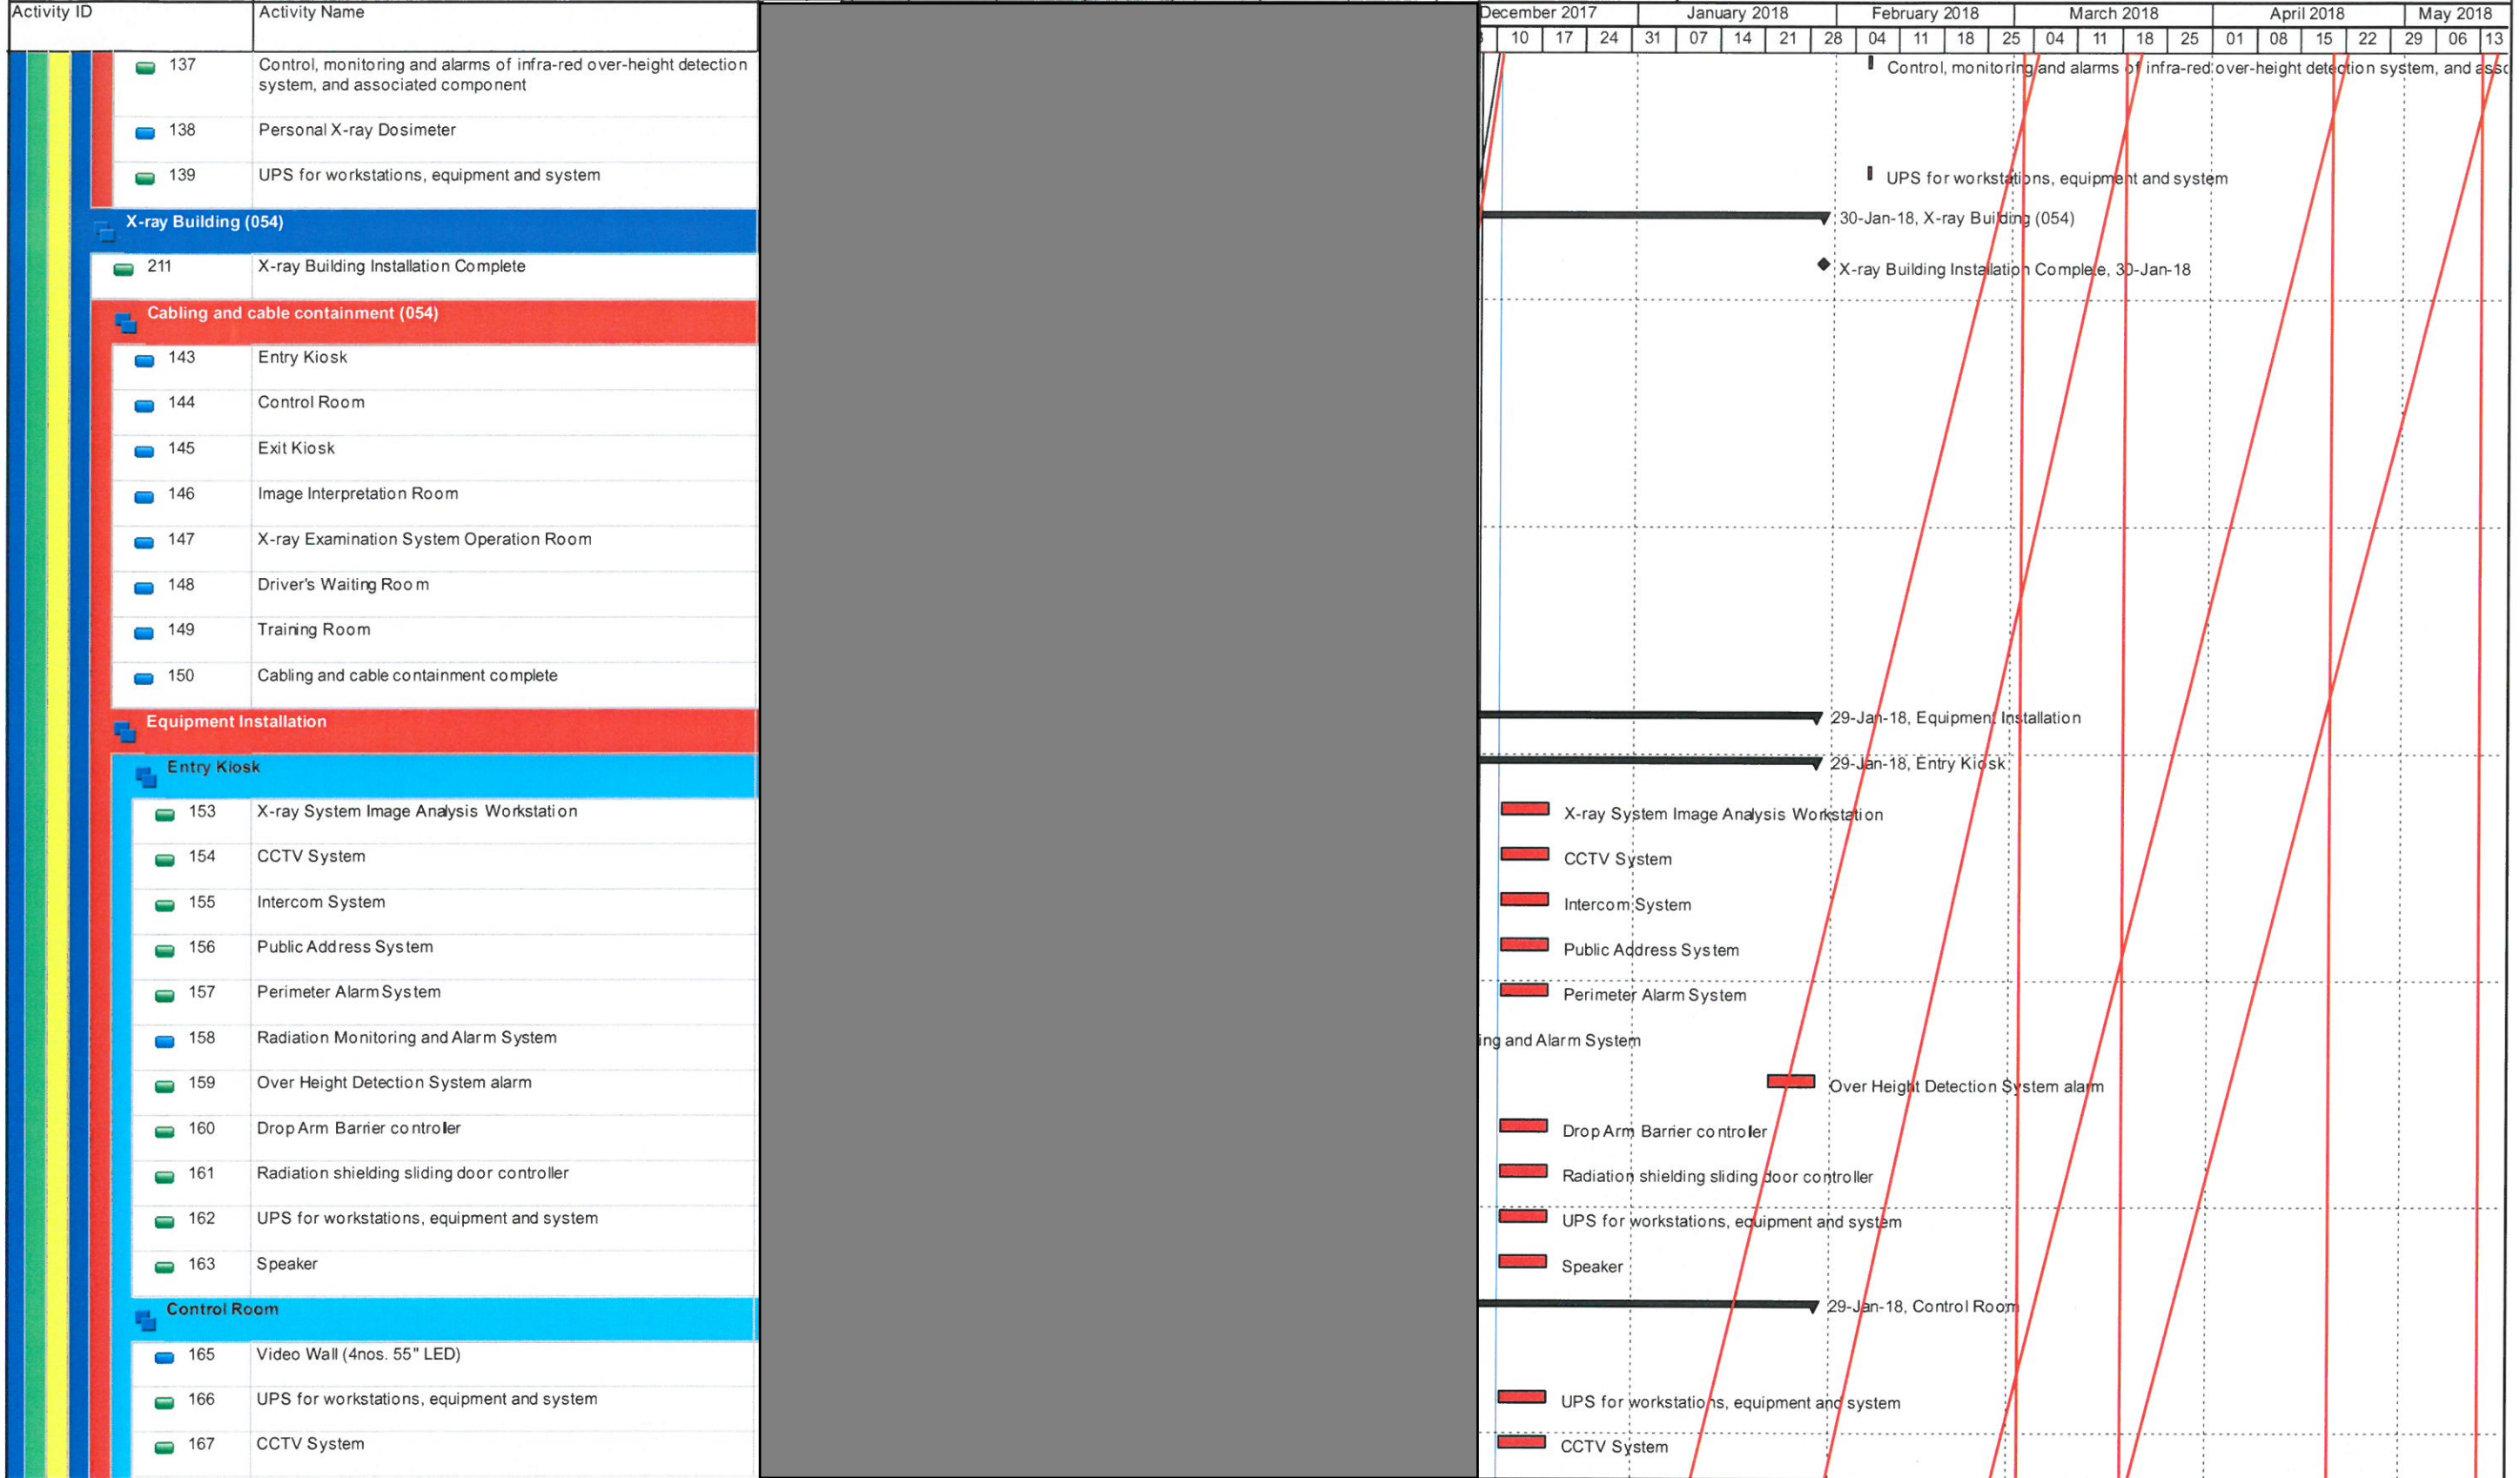 Activity ID Activity Name December 2017 January 2018 February 2018 March 2018 April 2018 May 2018
10 17 24 31 07 14 21 28 04 11 18 25 04 11 18 25 01 08 15 22 29 06 13
137 Control, monitoring and alarms of infra-red over-height detection Control, monitoring and alarms of infra-red over-height detection system, and asso
system, and associated component
138 Personal X-ray Dosimeter
139 UPS for workstations, equipment and system UPS for workstations, equipment and system
X-ray Building (054) 30-Jan-18, X-ray Building (054)
211 X-ray Building Installation Complete X-ray Building Installation Complete, 30-Jan-18
Cabling and cable containment (054)
143 Entry Kiosk
144 Control Room
145 Exit Kiosk
146 Image Interpretation Room
147 X-ray Examination System Operation Room
148 Driver's Waiting Room
149 Training Room
150 Cabling and cable containment complete
Equipment Installation 29-Jan-18, Equipment Installation
Entry Kiosk 29-Jan-18, Entry Kiosk
153 X-ray System Image Analysis Workstation X-ray System Image Analysis Workstation
154 CCTV System CCTV System
155 Intercom System Intercom System
156 Public Address System Public Address System
157 Perimeter Alarm System Perimeter Alarm System
158 Radiation Monitoring and Alarm System ing and Alarm System
159 Over Height Detection System alarm Over Height Detection System alarm
160 Drop Arm Barrier controler Drop Arm Barrier controler
161 Radiation shielding sliding door controller Radiation shielding sliding door controller
162 UPS for workstations, equipment and system UPS for workstations, equipment and system
163 Speaker Speaker
Control Room 29-Jan-18, Control Room
165 Video Wall (4nos. 55" LED)
166 UPS for workstations, equipment and system UPS for workstations, equipment and system
167 CCTV System CCTV System